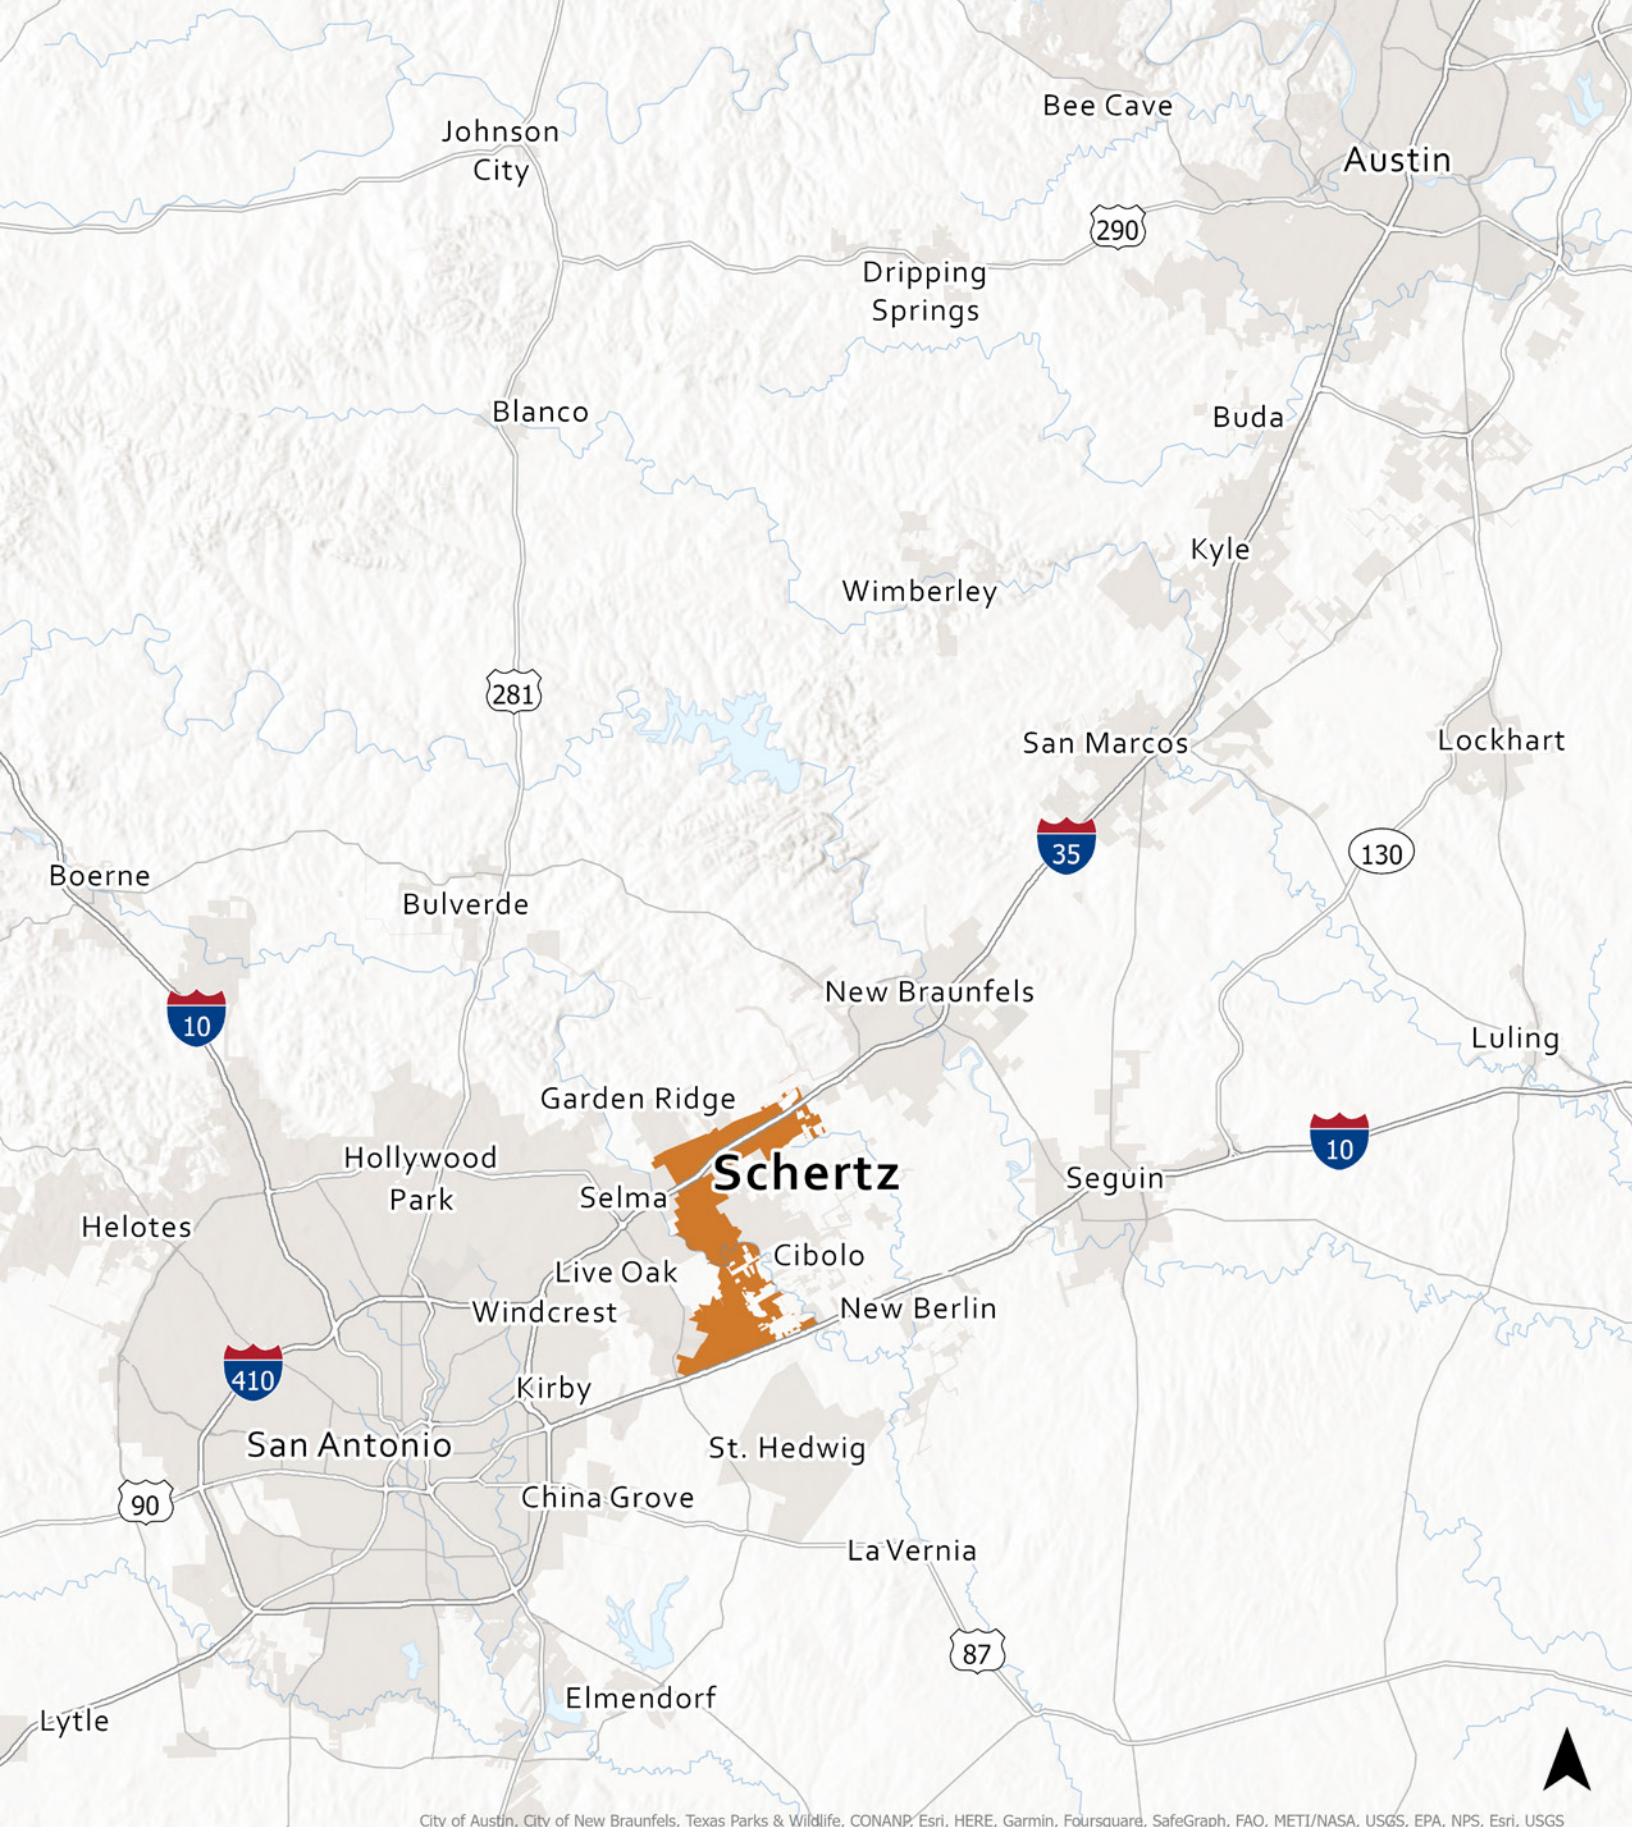 Bee Cave
Johnson
City
Austin
290
Dripping
Springs
Blanco
Buda
Kyle
Wimberley
281
San Marcos
Lockhart
35
130
Boerne
Bulverde
New Braunfels
10
Luling
Garden Ridge
10
Hollywood
Park
Schertz
Seguin
Selma
Helotes
Cibolo
Live Oak
Windcrest
New Berlin
410
Kirby
San Antonio
St. Hedwig
90
China Grove
La Vernia
87
Elmendorf
Lytle
City of Austin, City of New Braunfels, Texas Parks & Wildlife, CONANP, Esri, HERE, Garmin, Foursquare, SafeGraph, FAO, METI/NASA, USGS, EPA, NPS, Esri, USGS